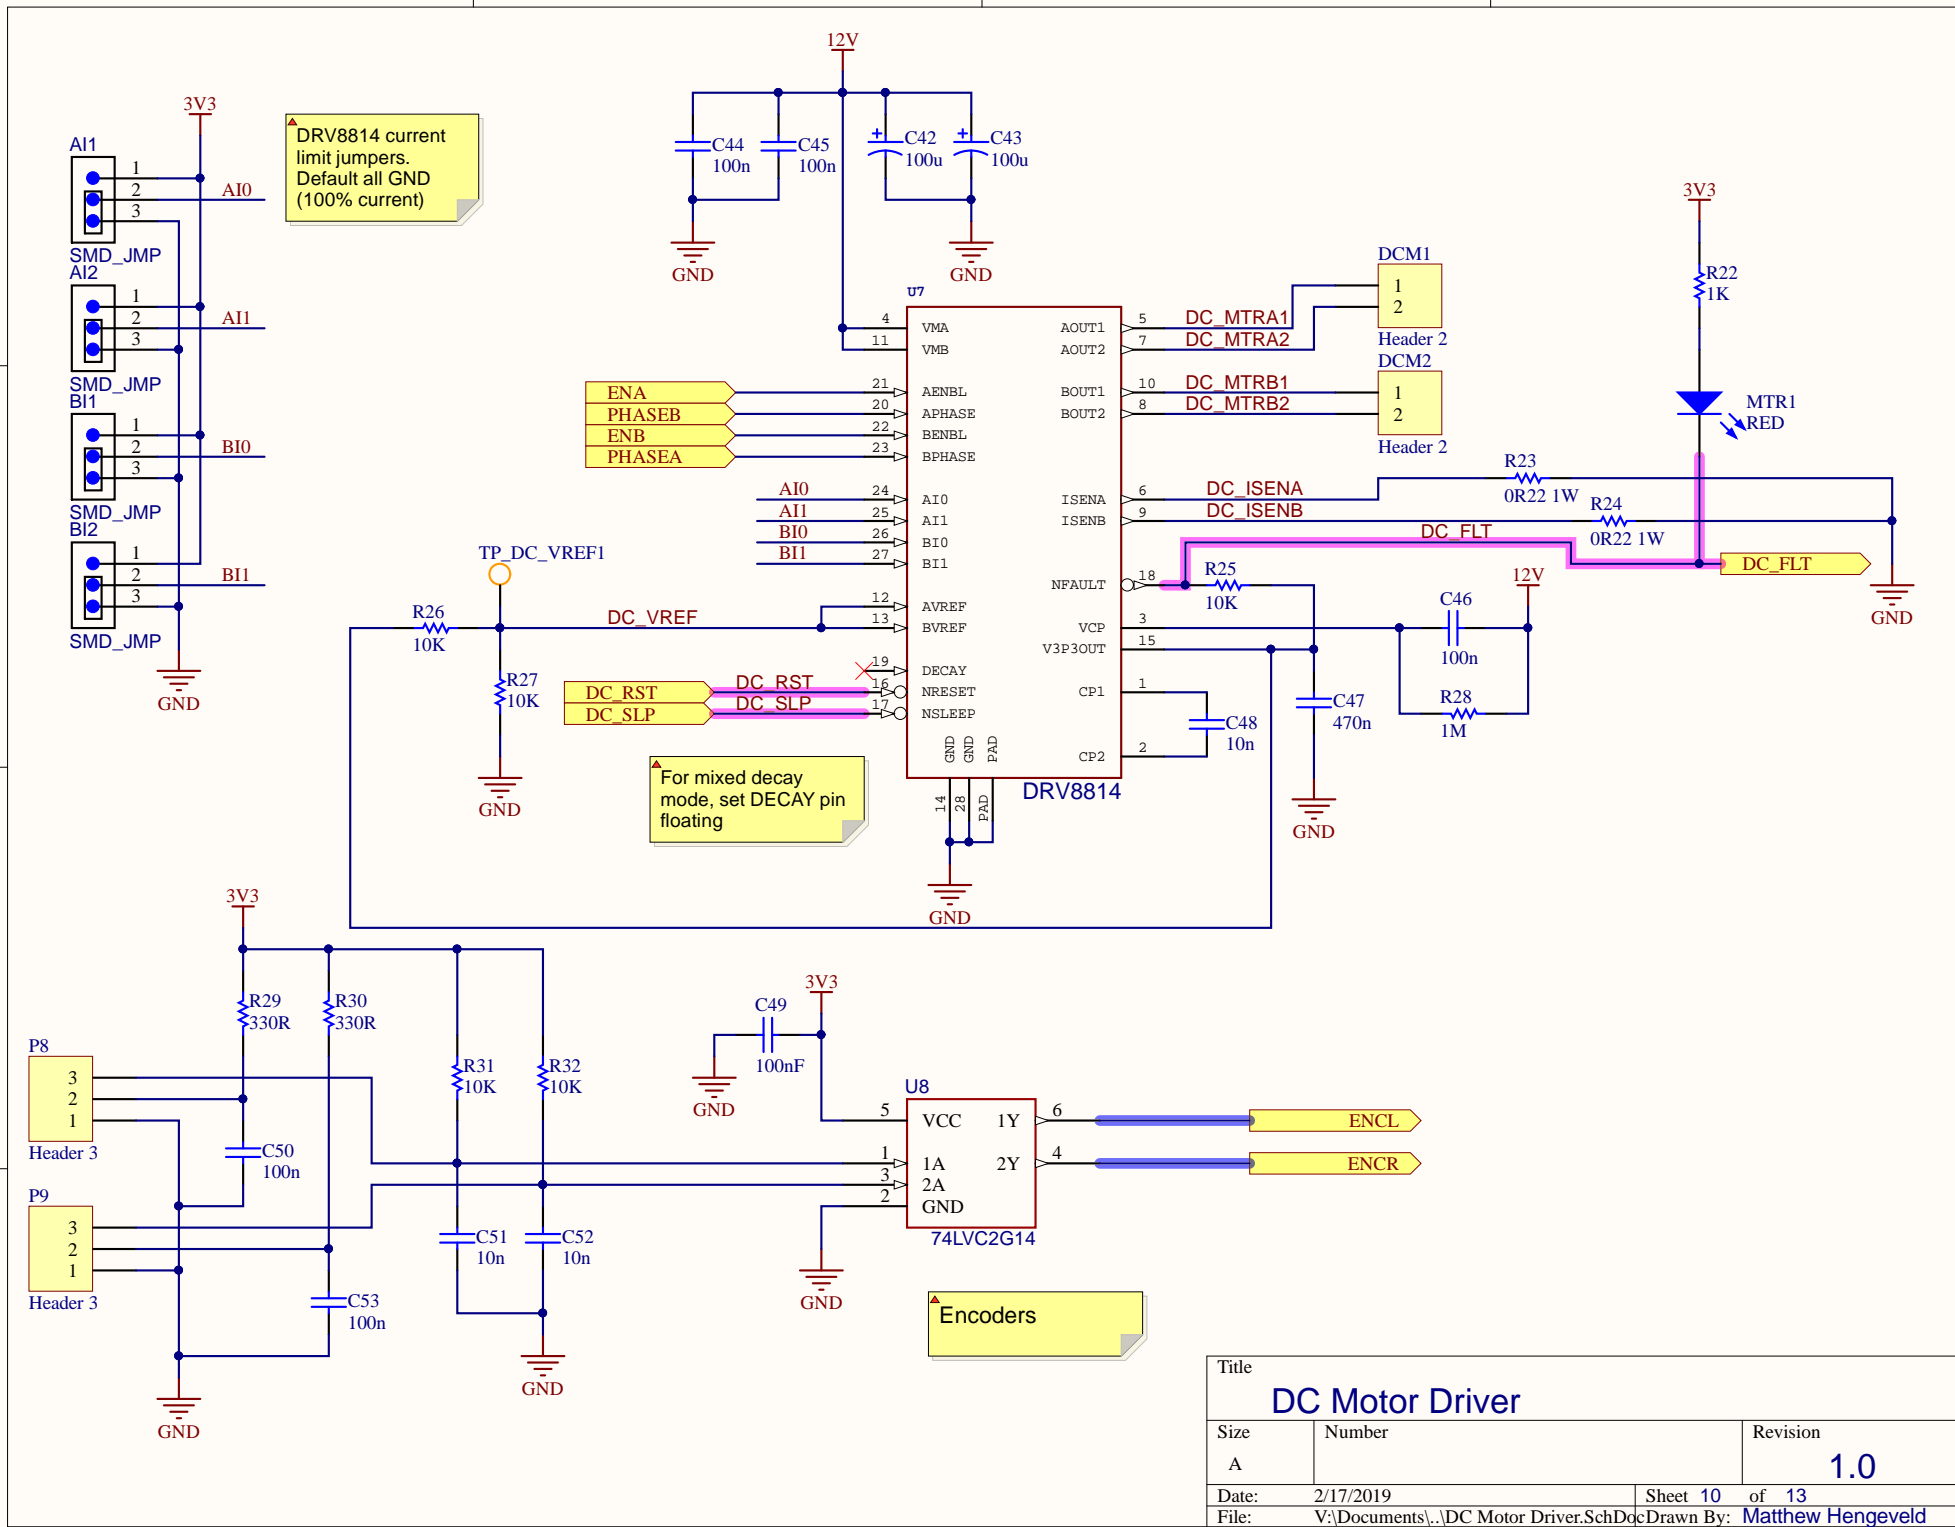 12V
3V3
AI1
1
2
3
AI0
SMD_JMP
DRV8814 current
limit jumpers.
Default all GND
(100% current)
AI2
1
2
3
AI1
SMD_JMP
BI1
1
2
3
BI0
SMD_JMP
BI2
1
2
3
BI1
SMD_JMP
GND
C44
100n
C45
100n
C42
100u
C43
100u
GND
GND
3V3
R22
1K
MTR1
RED
DCM1
1
2
Header 2
DCM2
1
2
Header 2
U7
4 VMA
11 VMB
ENA 21 AENBL
PHASEB 20 APHASE
ENB 22 BENBL
PHASEA 23 BPHASE
AI0 24 AI0
AI1 25 AI1
BI0 26 BI0
BI1 27 BI1
12 AVREF
DC_VREF 13 BVREF
19 DECAY
DC_RST DC_RST 16 NRESET
DC_SLP DC_SLP 17 NSLEEP
AOUT1 5 DC_MTRA1
AOUT2 7 DC_MTRA2
BOUT1 10 DC_MTRB1
BOUT2 8 DC_MTRB2
ISENA 6 DC_ISENA
ISENB 9 DC_ISENB
NFAULT 18
VCP 3
V3P3OUT 15
CP1 1
CP2 2
GND GND PAD
14 28 PAD
DRV8814
GND
R23
0R22 1W
R24
0R22 1W
DC_FLT
DC_FLT
GND
R25
10K
12V
C46
100n
R28
1M
C47
470n
GND
C48
10n
TP_DC_VREF1
R26
10K
R27
10K
GND
For mixed decay
mode, set DECAY pin
floating
3V3
R29
330R
R30
330R
R31
10K
R32
10K
P8
3
2
1
Header 3
C50
100n
P9
3
2
1
Header 3
C53
100n
GND
C51
10n
C52
10n
GND
3V3
C49
100nF
GND
U8
5 VCC 1Y 6
1 1A 2Y 4
3 2A
2 GND
74LVC2G14
GND
ENCL
ENCR
Encoders
Title
DC Motor Driver
Size Number Revision
A 1.0
Date: 2/17/2019 Sheet 10 of 13
File: V:\Documents\..\DC Motor Driver.SchDoc Drawn By: Matthew Hengeveld